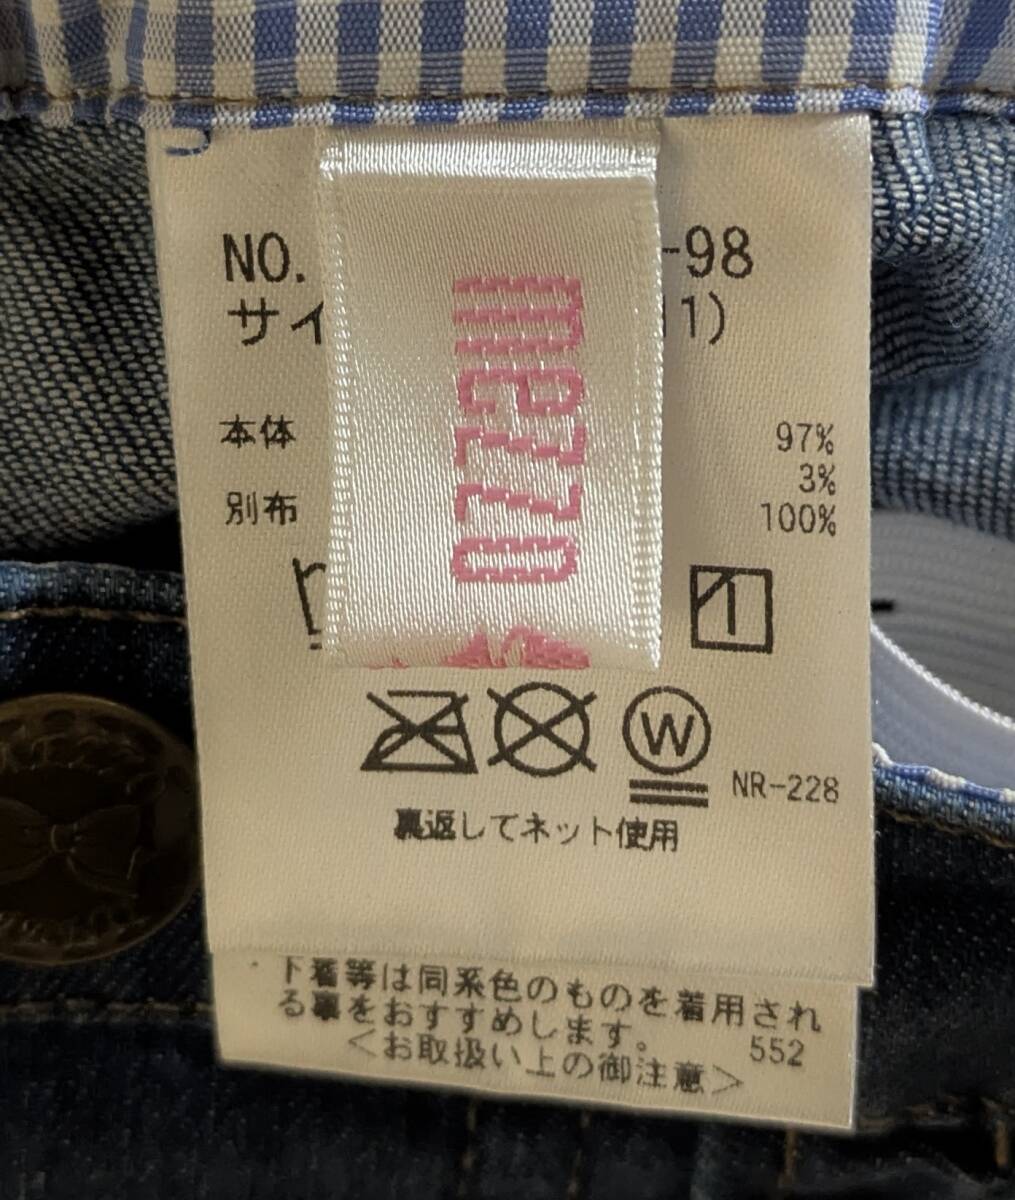 NO. -98
サイ 1)
本体 97%
3%
別布 100%
mezzo
W
NR-228
裏返してネット使用
下着等は同系色のものを着用され
る事をおすすめします。 552
＜お取扱い上の御注意＞